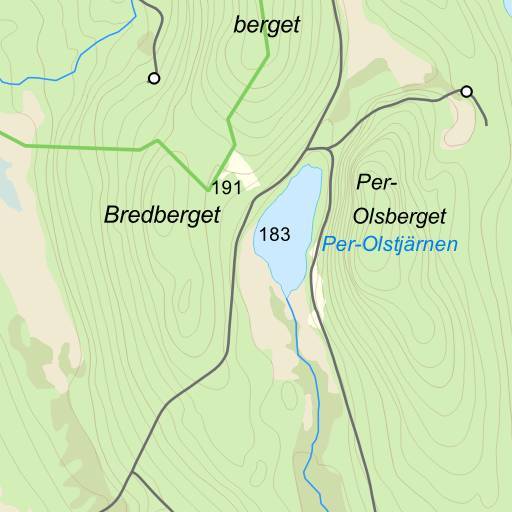 berget
191
Per-
Olsberget
Bredberget
183
Per-Olstjärnen